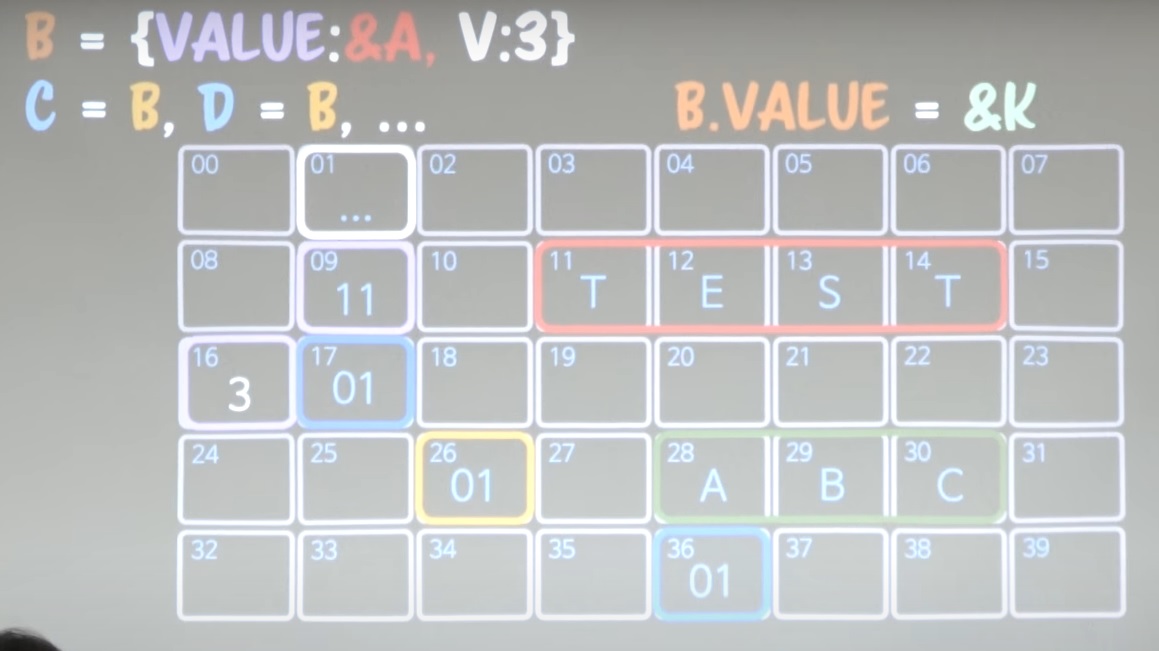 B = {VALUE:&A, V:3}
C = B, D = B, ...
B.VALUE = &K
00 01 02 03 04 05 06 07
...
08 09 10 11 12 13 14 15
11 T E S T
16 17 18 19 20 21 22 23
3 01
24 25 26 27 28 29 30 31
01 A B C
32 33 34 35 36 37 38 39
01